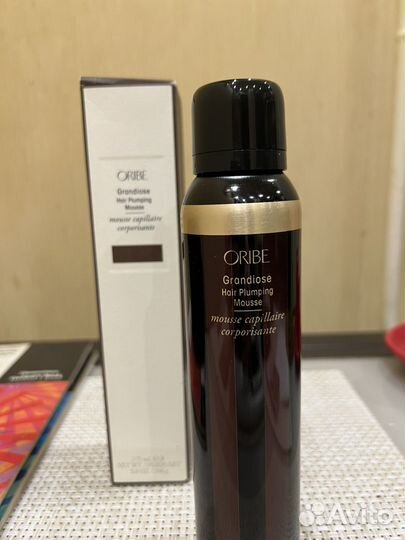 ORIBE
Grandiose
Hair Plumping
Mousse
mousse capillaire
corporisante
ORIBE
Grandiose
Hair Plumping
Mousse
mousse capillaire
corporisante
Avito